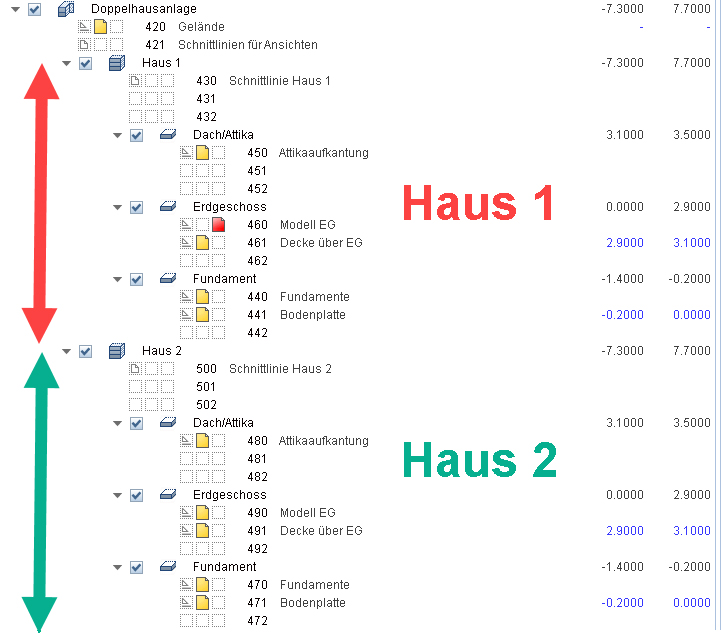 Doppelhausanlage -7.3000 7.7000
420 Gelände - -
421 Schnittlinien für Ansichten - -
Haus 1 -7.3000 7.7000
430 Schnittlinie Haus 1
431
432
Dach/Attika 3.1000 3.5000
450 Attikaaufkantung
451
452
Haus 1
Erdgeschoss 0.0000 2.9000
460 Modell EG
461 Decke über EG 2.9000 3.1000
462
Fundament -1.4000 -0.2000
440 Fundamente
441 Bodenplatte -0.2000 0.0000
442
Haus 2 -7.3000 7.7000
500 Schnittlinie Haus 2
501
502
Dach/Attika 3.1000 3.5000
480 Attikaaufkantung
481
Haus 2
482
Erdgeschoss 0.0000 2.9000
490 Modell EG
491 Decke über EG 2.9000 3.1000
492
Fundament -1.4000 -0.2000
470 Fundamente
471 Bodenplatte -0.2000 0.0000
472